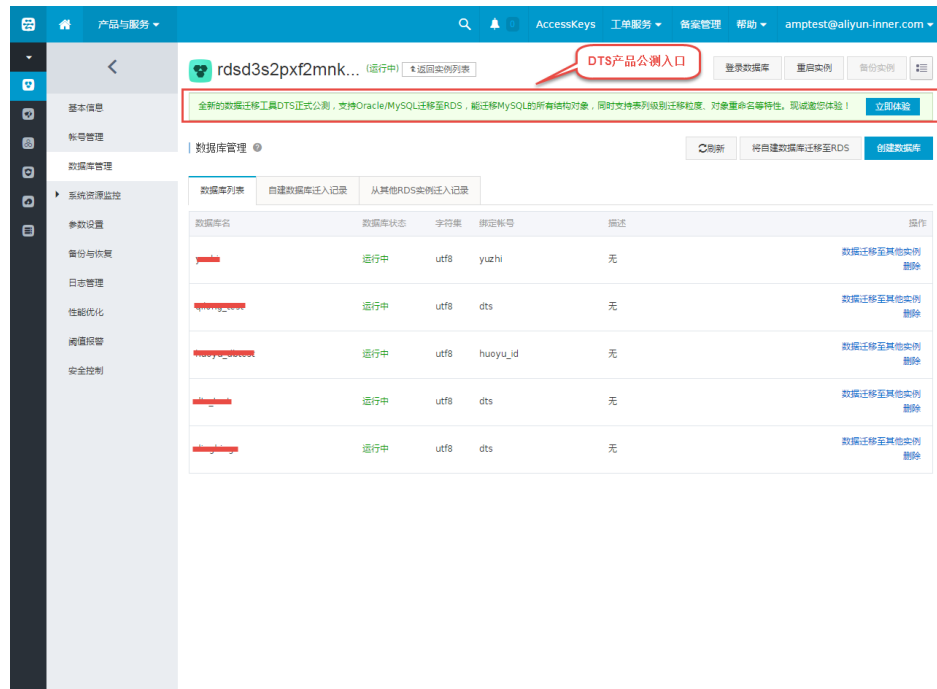 产品与服务
AccessKeys 工单服务 备案管理 帮助 amptest@aliyun-inner.com
rdsd3s2pxf2mnk... (运行中) 返回实例列表
DTS产品公测入口
登录数据库 重启实例 备份实例
全新的数据迁移工具DTS正式公测，支持Oracle/MySQL迁移至RDS，能迁移MySQL的所有结构对象，同时支持表列级别迁移粒度、对象重命名等特性。现诚邀您体验！ 立即体验
基本信息
帐号管理
数据库管理
系统资源监控
参数设置
备份与恢复
日志管理
性能优化
阈值报警
安全控制
数据库管理
刷新 将自建数据库迁移至RDS 创建数据库
数据库列表 自建数据库迁入记录 从其他RDS实例迁入记录
数据库名 数据库状态 字符集 绑定帐号 描述 操作
运行中 utf8 yuzhi 无 数据迁移至其他实例
删除
运行中 utf8 dts 无 数据迁移至其他实例
删除
运行中 utf8 huoyu_id 无 数据迁移至其他实例
删除
运行中 utf8 dts 无 数据迁移至其他实例
删除
运行中 utf8 dts 无 数据迁移至其他实例
删除